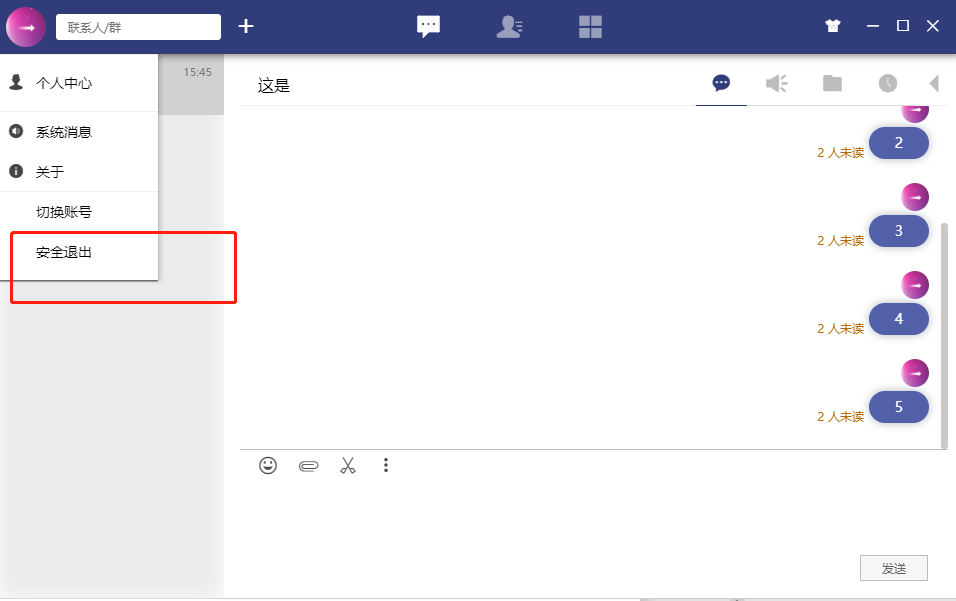 联系人/群
个人中心
15:45
系统消息
关于
切换账号
安全退出
这是
2
2 人未读
3
2 人未读
4
2 人未读
5
2 人未读
发送